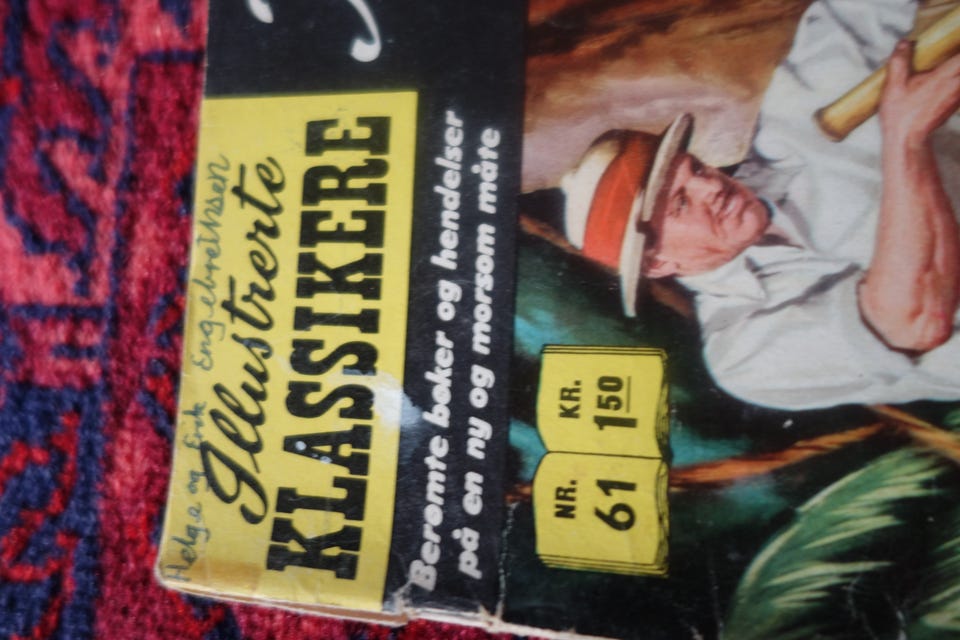 Helge og Erik Engebrethsen
Illustrerte
KLASSIKERE
Berømte bøker og hendelser
på en ny og morsom måte
NR.
61
KR.
1 50